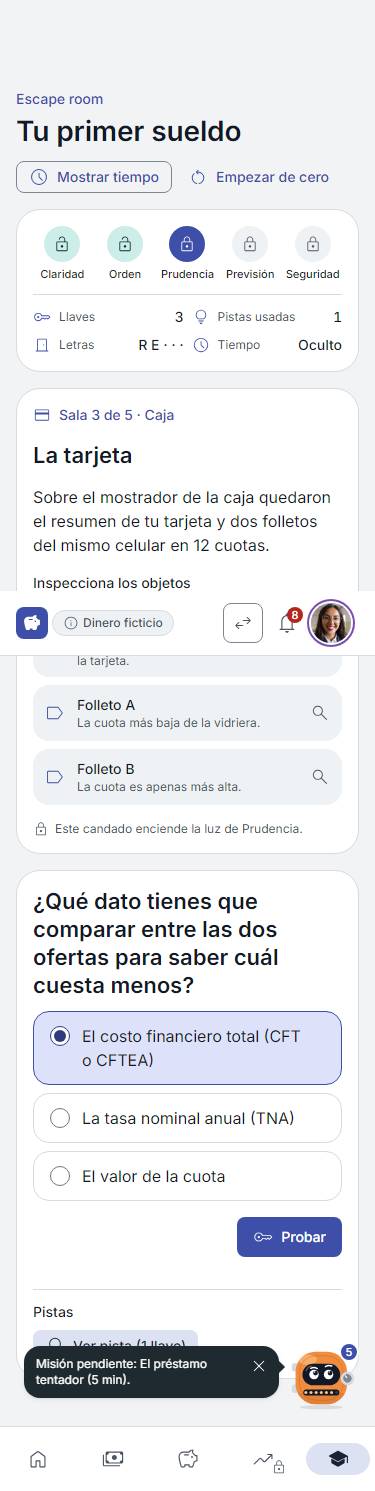 Escape room
Tu primer sueldo
Mostrar tiempo
Empezar de cero
Claridad
Orden
Prudencia
Previsión
Seguridad
Llaves 3
Pistas usadas 1
Letras R E · · ·
Tiempo Oculto
Sala 3 de 5 · Caja
La tarjeta
Sobre el mostrador de la caja quedaron
el resumen de tu tarjeta y dos folletos
del mismo celular en 12 cuotas.
Inspecciona los objetos
Dinero ficticio
8
la tarjeta.
Folleto A
La cuota más baja de la vidriera.
Folleto B
La cuota es apenas más alta.
Este candado enciende la luz de Prudencia.
¿Qué dato tienes que
comparar entre las dos
ofertas para saber cuál
cuesta menos?
El costo financiero total (CFT
o CFTEA)
La tasa nominal anual (TNA)
El valor de la cuota
Probar
Pistas
Ver pista (1 llave)
Misión pendiente: El préstamo
tentador (5 min).
5